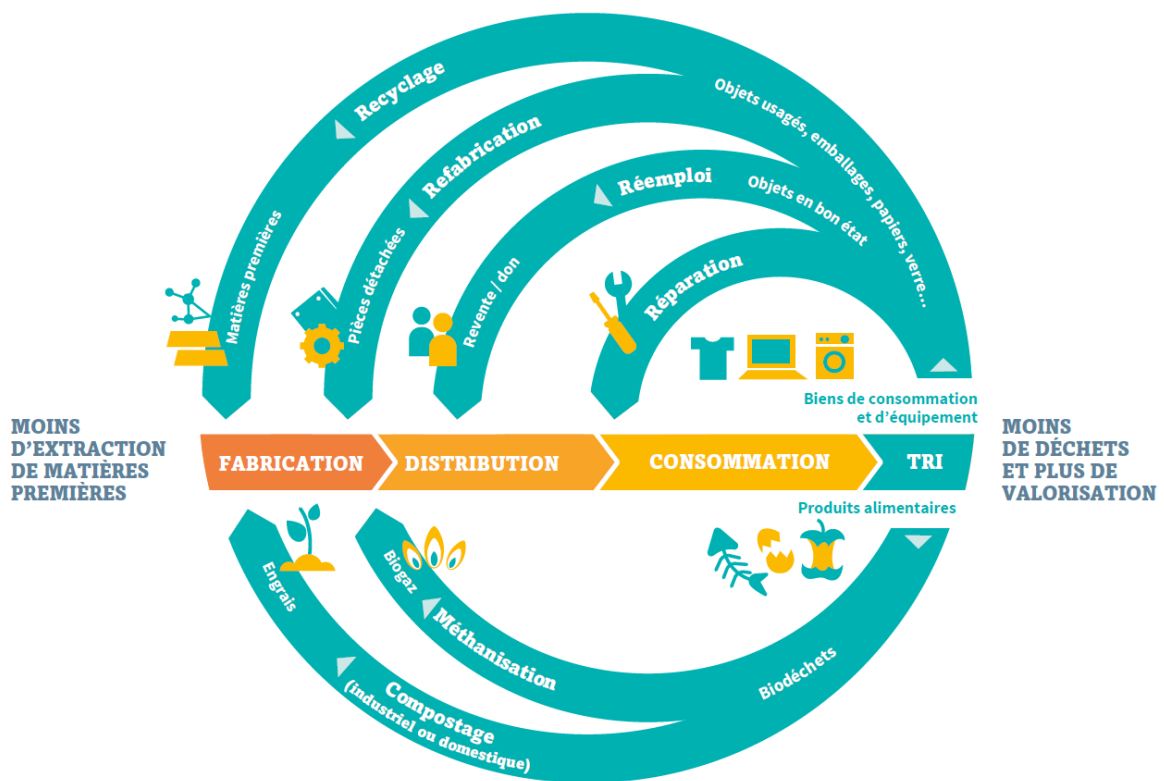 Recyclage
Objets usagés, emballages, papiers, verre...
Refabrication
Réemploi
Objets en bon état
Réparation
Matières premières
Pièces détachées
Revente / don
Biens de consommation
et d'équipement
MOINS
D'EXTRACTION
DE MATIÈRES
PREMIÈRES
FABRICATION
DISTRIBUTION
CONSOMMATION
TRI
MOINS
DE DÉCHETS
ET PLUS DE
VALORISATION
Produits alimentaires
Engrais
Biogaz
Méthanisation
Biodéchets
Compostage
(industriel ou domestique)